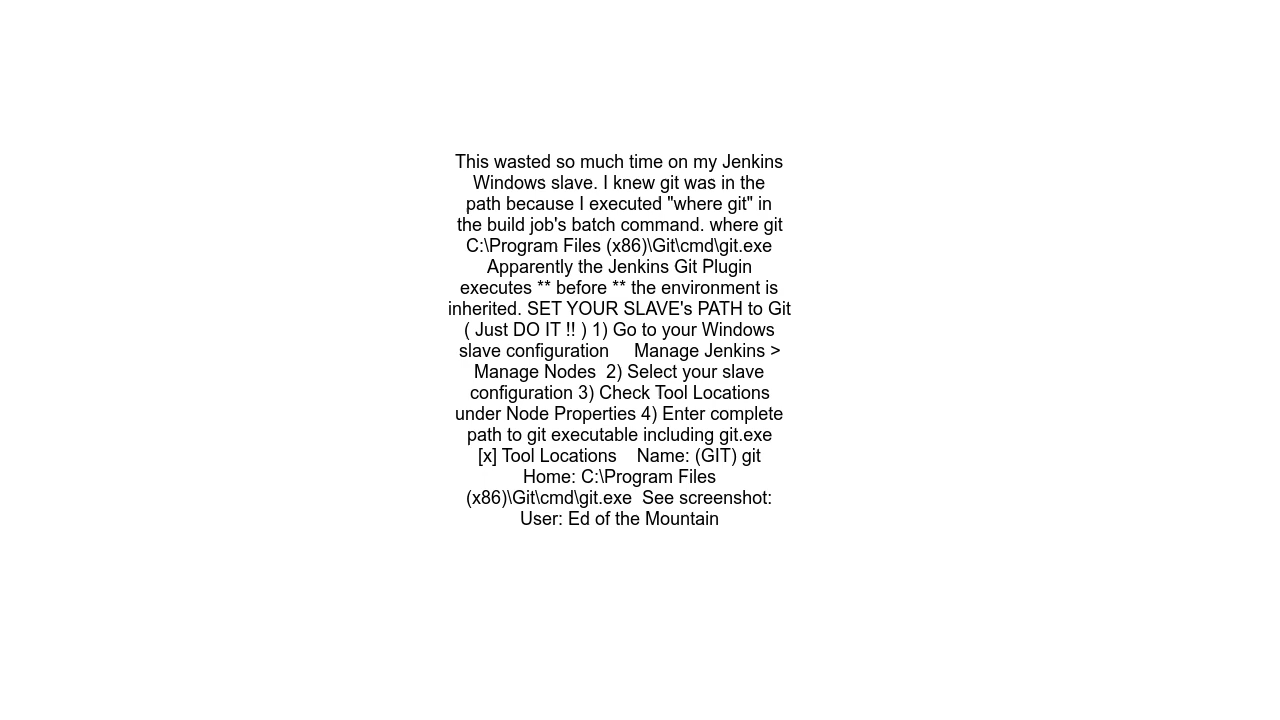 This wasted so much time on my Jenkins
Windows slave. I knew git was in the
path because I executed "where git" in
the build job's batch command. where git
C:\Program Files (x86)\Git\cmd\git.exe
Apparently the Jenkins Git Plugin
executes ** before ** the environment is
inherited. SET YOUR SLAVE's PATH to Git
( Just DO IT !! ) 1) Go to your Windows
slave configuration     Manage Jenkins >
Manage Nodes  2) Select your slave
configuration 3) Check Tool Locations
under Node Properties 4) Enter complete
path to git executable including git.exe
[x] Tool Locations    Name: (GIT) git
Home: C:\Program Files
(x86)\Git\cmd\git.exe  See screenshot:
User: Ed of the Mountain